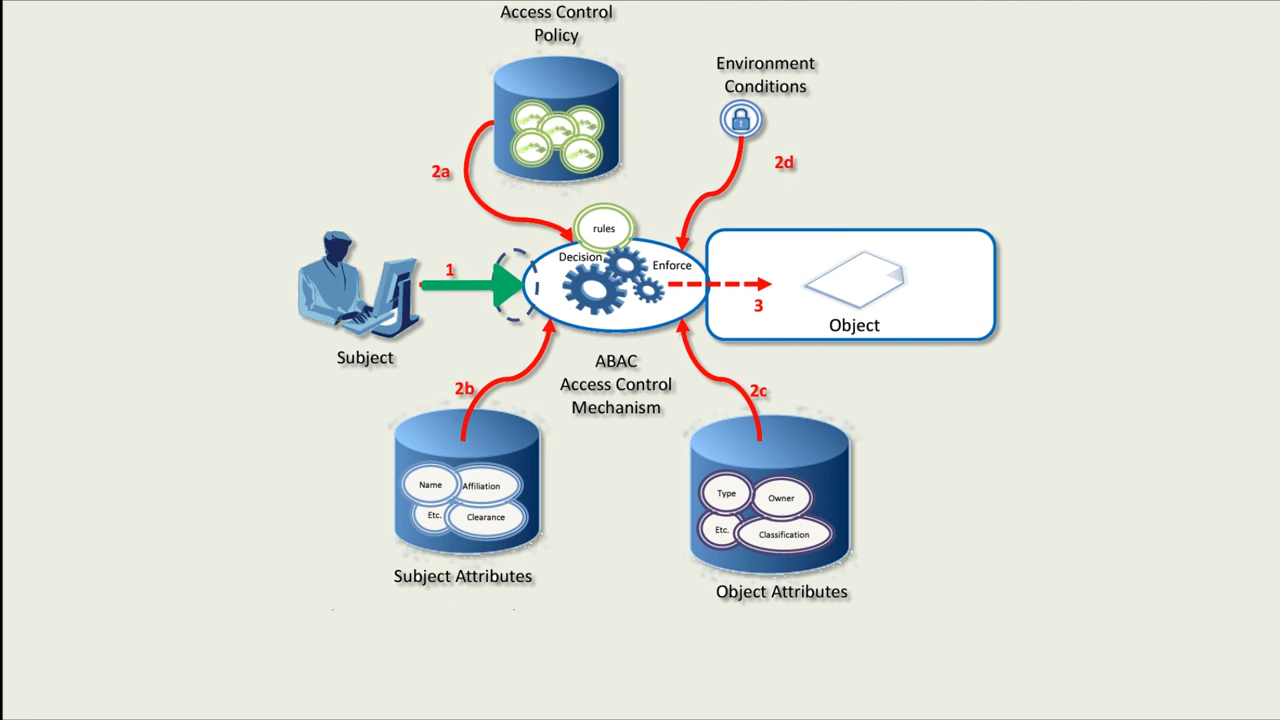 Access Control
Policy
Environment
Conditions
2a
2d
rules
Decision
Enforce
1
3
Object
Subject
ABAC
Access Control
Mechanism
2b
2c
Name
Affiliation
Etc.
Clearance
Type
Owner
Etc.
Classification
Subject Attributes
Object Attributes